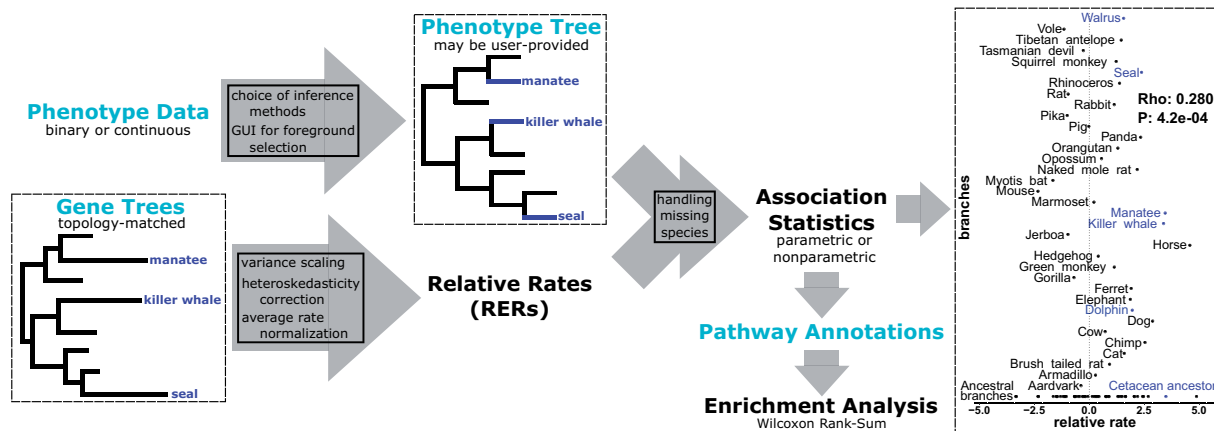 Phenotype Data
binary or continuous
choice of inference
methods
GUI for foreground
selection
Phenotype Tree
may be user-provided
manatee
killer whale
seal
Gene Trees
topology-matched
manatee
killer whale
seal
variance scaling
heteroskedasticity
correction
average rate
normalization
Relative Rates
(RERs)
handling
missing
species
Association
Statistics
parametric or
nonparametric
Pathway Annotations
Enrichment Analysis
Wilcoxon Rank-Sum
branches
Walrus
Vole
Tibetan antelope
Tasmanian devil
Squirrel monkey
Seal
Rhinoceros
Rat
Rho: 0.280
Rabbit
Pika
P: 4.2e-04
Pig
Panda
Orangutan
Opossum
Naked mole rat
Myotis bat
Mouse
Marmoset
Manatee
Killer whale
Jerboa
Horse
Hedgehog
Green monkey
Gorilla
Ferret
Elephant
Dolphin
Dog
Cow
Chimp
Cat
Brush tailed rat
Armadillo
Ancestral
branches
Aardvark
Cetacean ancestor
−5.0 −2.5 0.0 2.5 5.0
relative rate